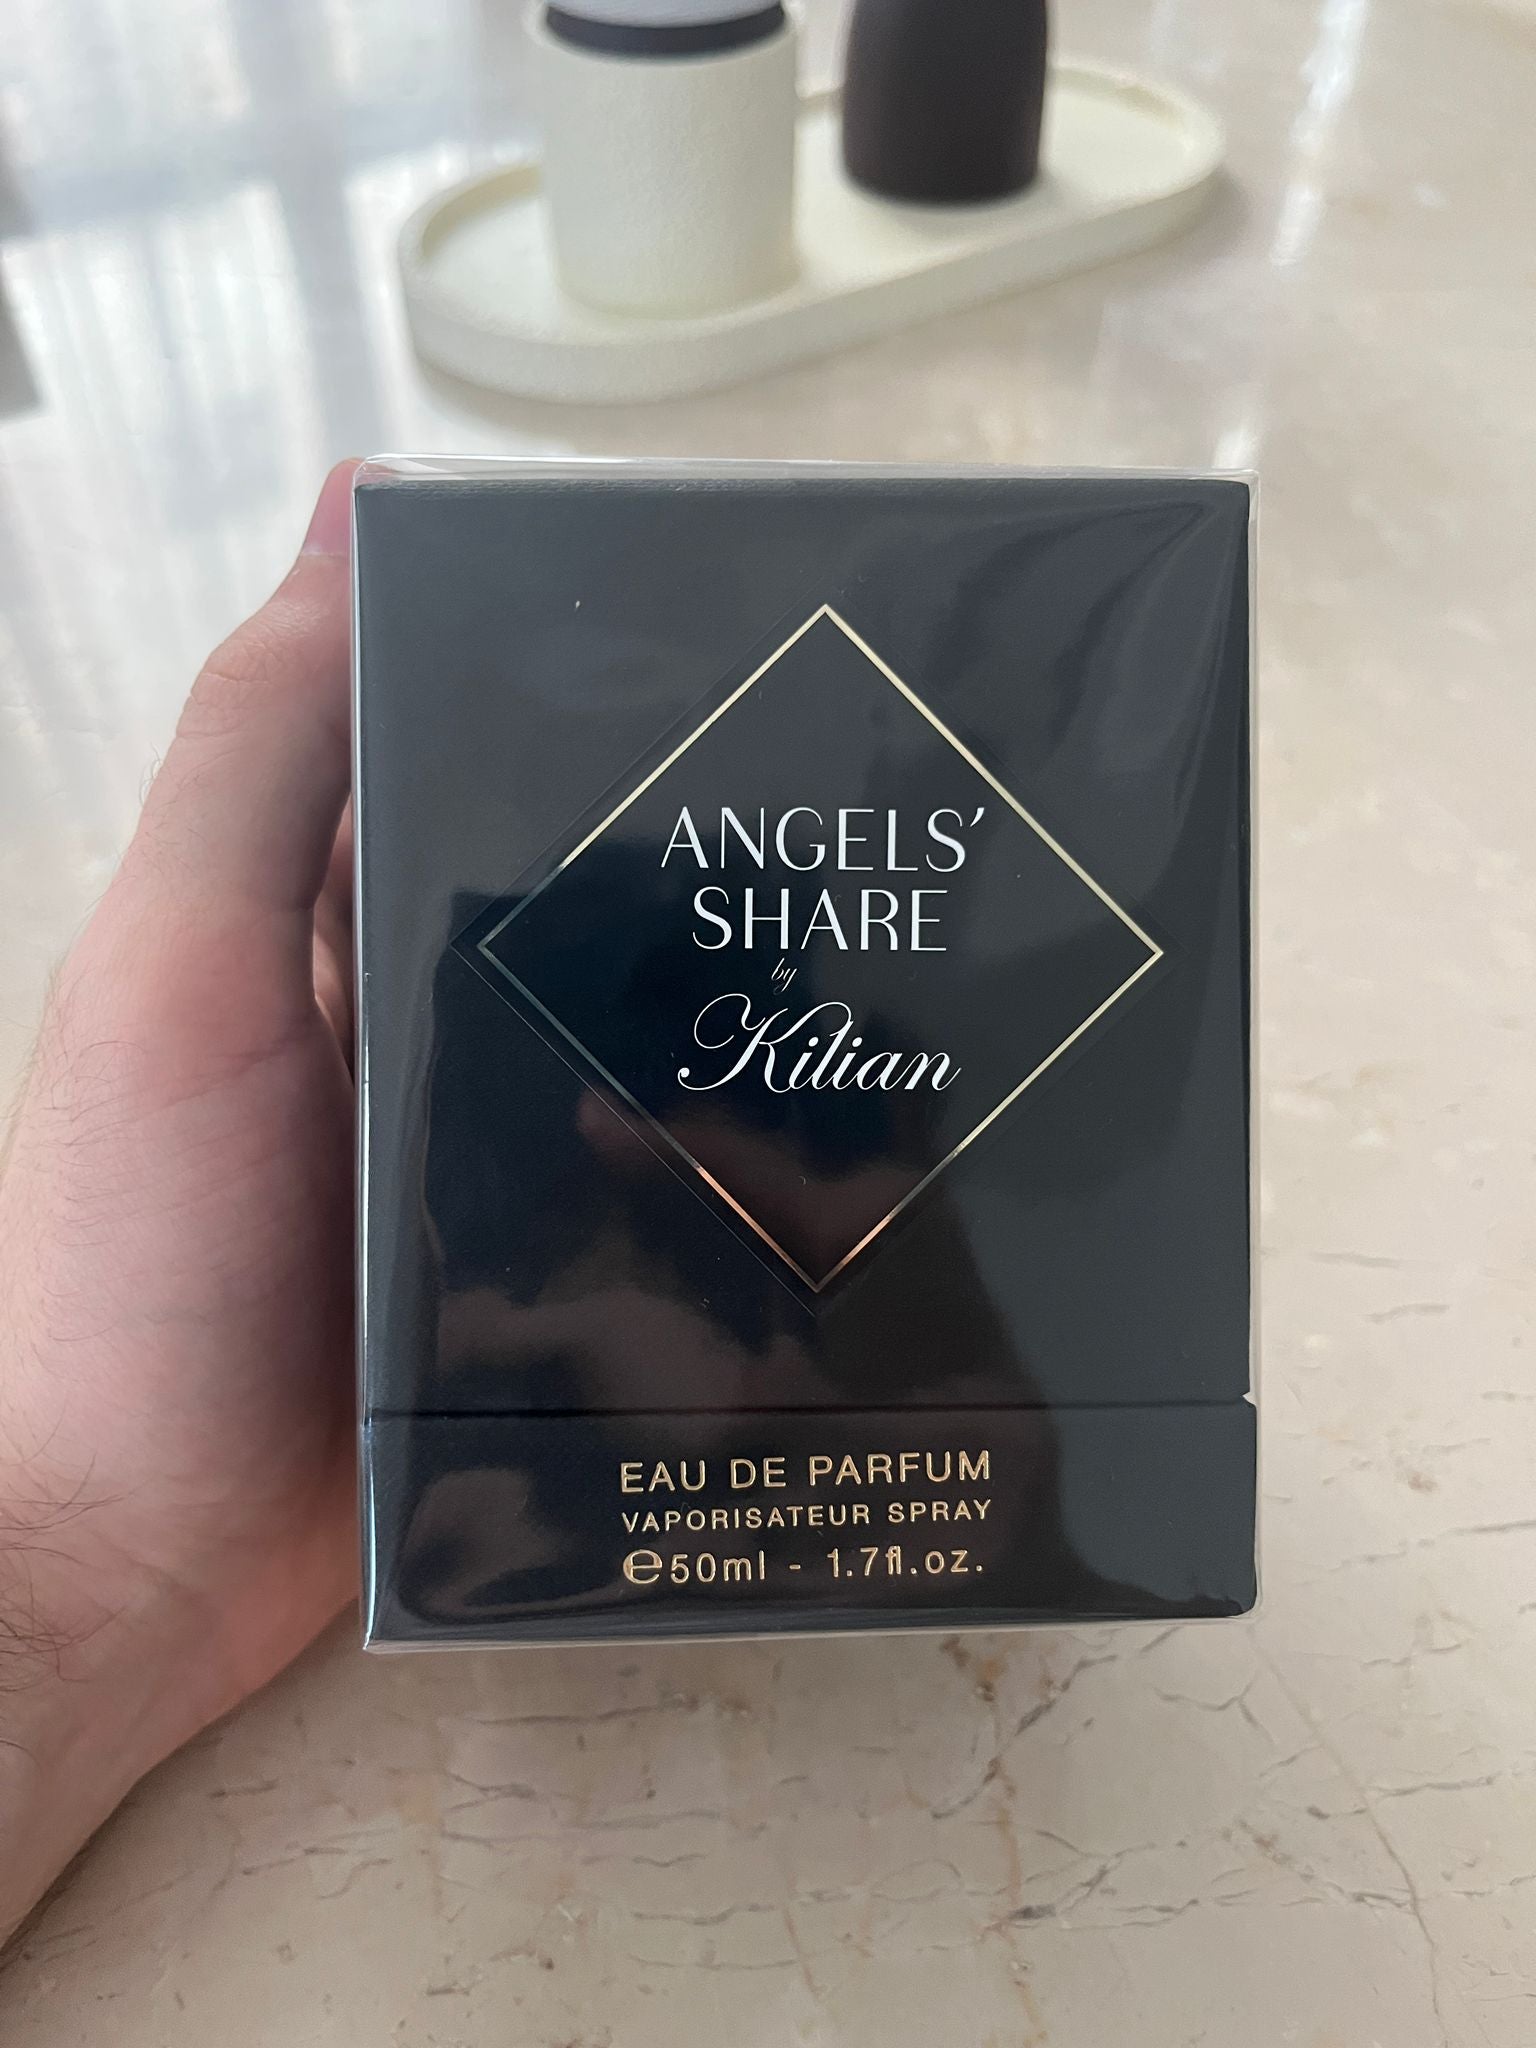 ANGELS’
SHARE
by
Kilian
EAU DE PARFUM
VAPORISATEUR SPRAY
℮50ml - 1.7fl.oz.